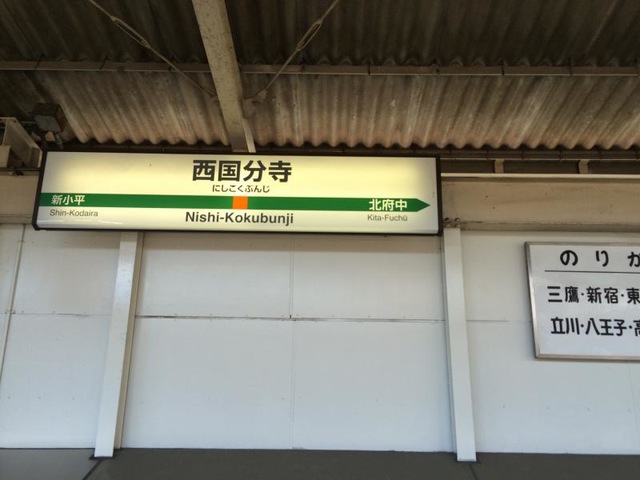 西国分寺
にしこくぶんじ
新小平
北府中
Shin-Kodaira
Nishi-Kokubunji
Kita-Fuchū
のりか
三鷹・新宿・東
立川・八王子・高